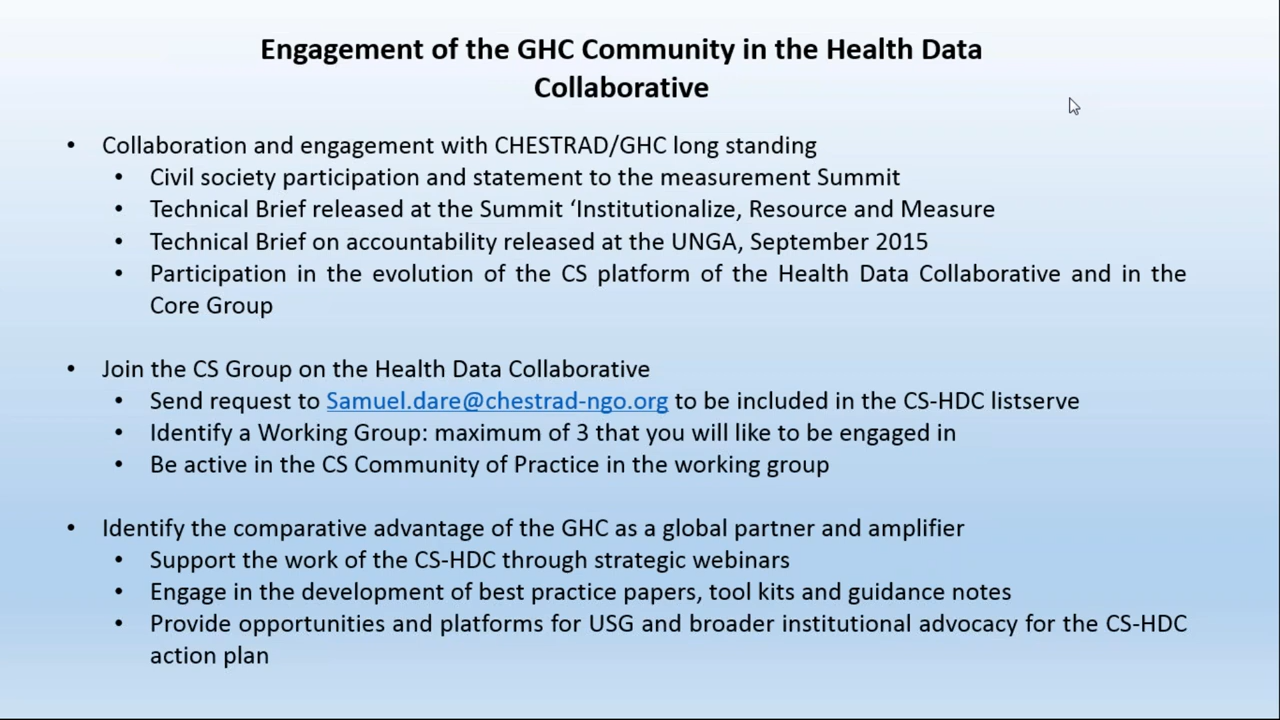 Engagement of the GHC Community in the Health Data
Collaborative
• Collaboration and engagement with CHESTRAD/GHC long standing
• Civil society participation and statement to the measurement Summit
• Technical Brief released at the Summit ‘Institutionalize, Resource and Measure
• Technical Brief on accountability released at the UNGA, September 2015
• Participation in the evolution of the CS platform of the Health Data Collaborative and in the
Core Group
• Join the CS Group on the Health Data Collaborative
• Send request to Samuel.dare@chestrad-ngo.org to be included in the CS-HDC listserve
• Identify a Working Group: maximum of 3 that you will like to be engaged in
• Be active in the CS Community of Practice in the working group
• Identify the comparative advantage of the GHC as a global partner and amplifier
• Support the work of the CS-HDC through strategic webinars
• Engage in the development of best practice papers, tool kits and guidance notes
• Provide opportunities and platforms for USG and broader institutional advocacy for the CS-HDC
action plan